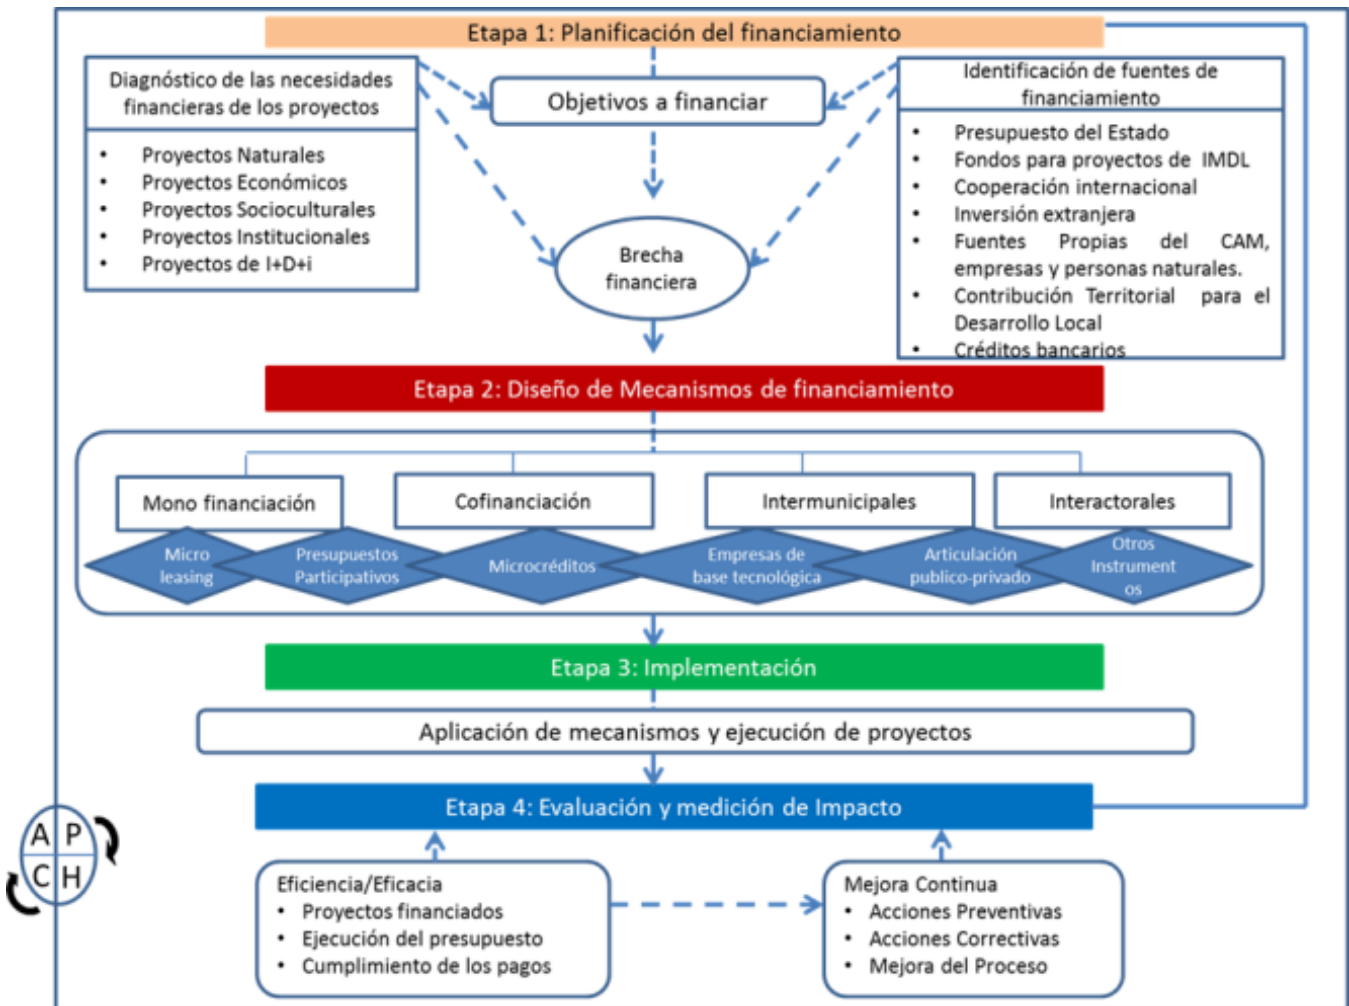 Etapa 1: Planificación del financiamiento
Diagnóstico de las necesidades
financieras de los proyectos
• Proyectos Naturales
• Proyectos Económicos
• Proyectos Socioculturales
• Proyectos Institucionales
• Proyectos de I+D+i
Objetivos a financiar
Brecha
financiera
Identificación de fuentes de
financiamiento
• Presupuesto del Estado
• Fondos para proyectos de IMDL
• Cooperación internacional
• Inversión extranjera
• Fuentes Propias del CAM,
empresas y personas naturales.
• Contribución Territorial para el
Desarrollo Local
• Créditos bancarios
Etapa 2: Diseño de Mecanismos de financiamiento
Mono financiación
Cofinanciación
Intermunicipales
Interactorales
Micro
leasing
Presupuestos
Participativos
Microcréditos
Empresas de
base tecnológica
Articulación
publico-privado
Otros
Instrument
os
Etapa 3: Implementación
Aplicación de mecanismos y ejecución de proyectos
Etapa 4: Evaluación y medición de Impacto
A P
C H
Eficiencia/Eficacia
• Proyectos financiados
• Ejecución del presupuesto
• Cumplimiento de los pagos
Mejora Continua
• Acciones Preventivas
• Acciones Correctivas
• Mejora del Proceso